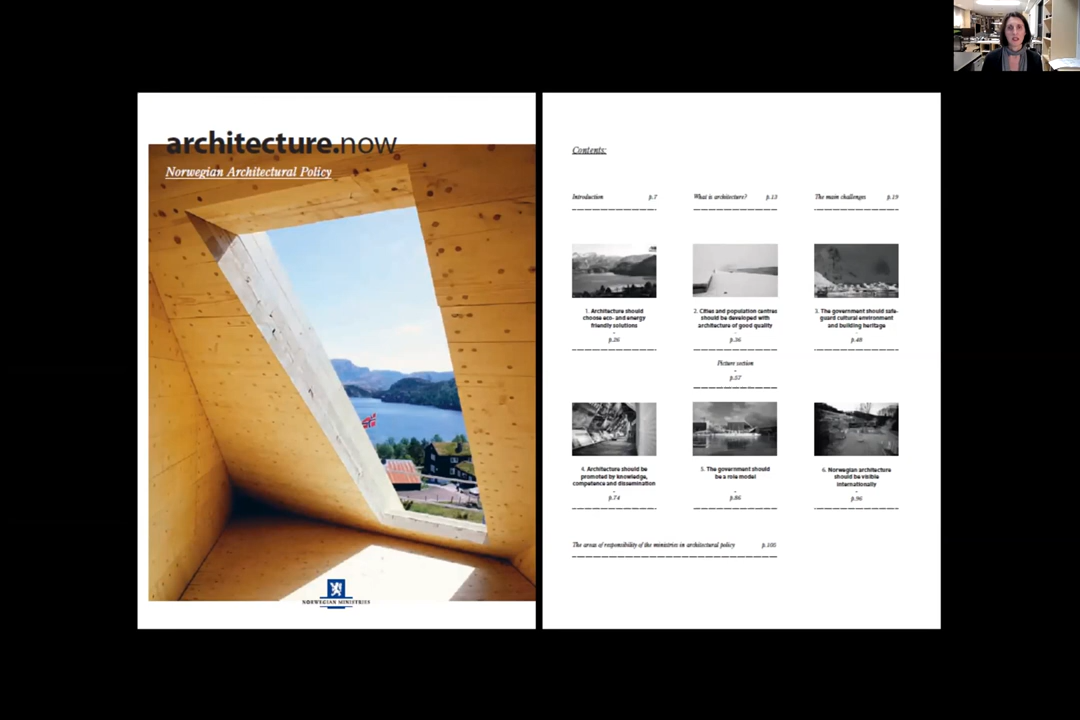 architecture.now
Norwegian Architectural Policy
NORWEGIAN MINISTRIES
Contents:
Introduction p.7
What is architecture? p.13
The main challenges p.19
1. Architecture should
choose eco- and energy
friendly solutions
p.26
2. Cities and population centres
should be developed with
architecture of good quality
p.36
3. The government should safe-
guard cultural environment
and building heritage
p.48
Picture section
p.57
4. Architecture should be
promoted by knowledge,
competence and dissemination
p.74
5. The government should
be a role model
p.86
6. Norwegian architecture
should be visible
internationally
p.96
The areas of responsibility of the ministries in architectural policy p.100